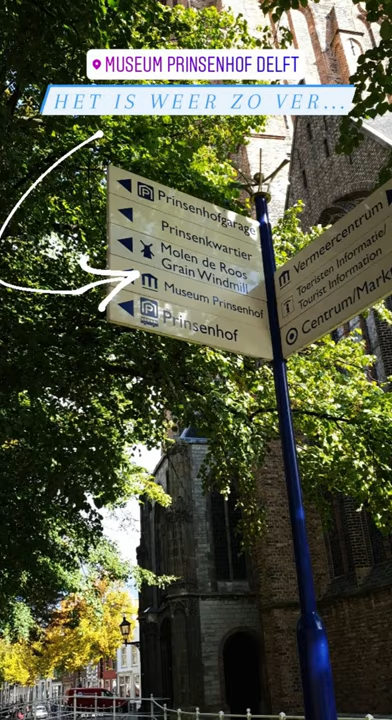 MUSEUM PRINSENHOF DELFT
HET IS WEER ZO VER...
P Prinsenhofgarage
Prinsenkwartier
Molen de Roos
Grain Windmill
Museum Prinsenhof
P Prinsenhof
Vermeercentrum
Toeristen Informatie/
Tourist Information
Centum/Mark